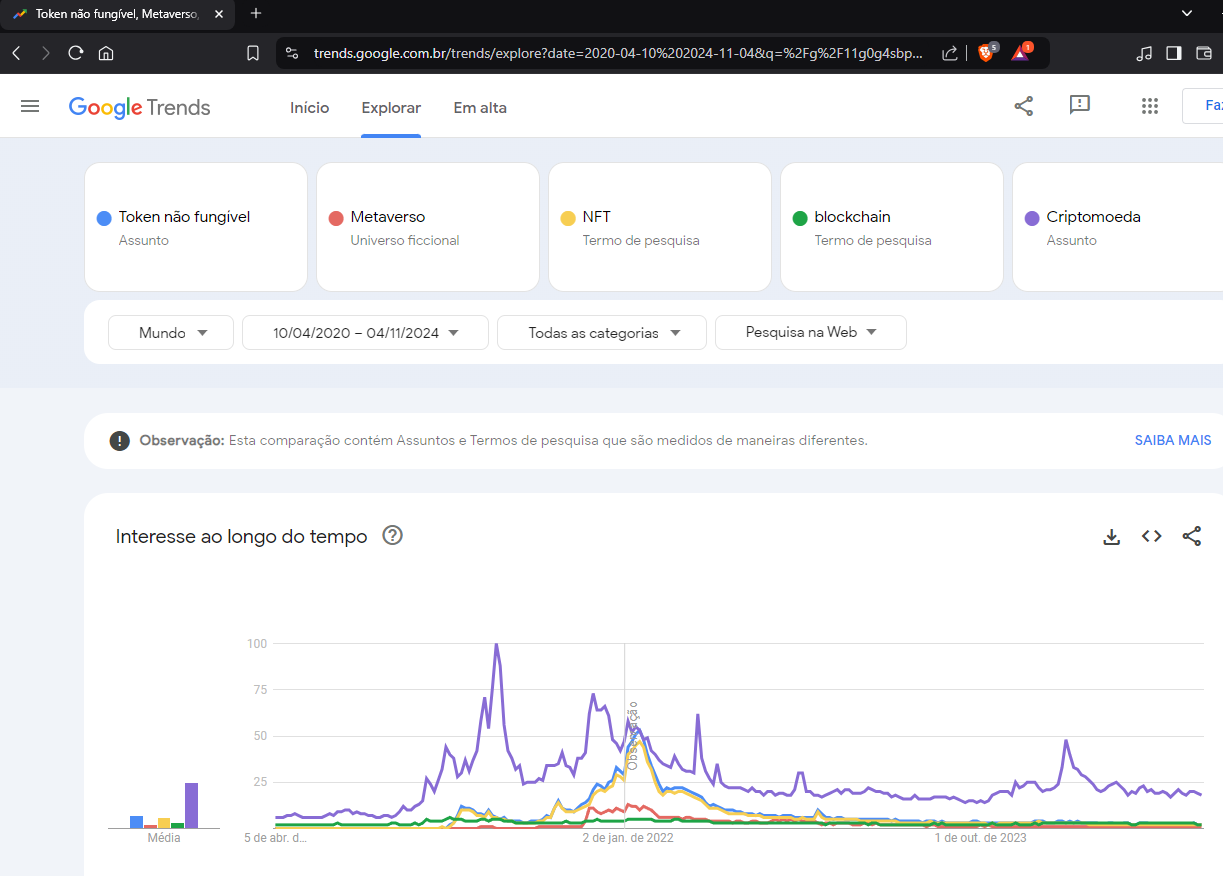 Token não fungível, Metaverso,
trends.google.com.br/trends/explore?date=2020-04-10%202024-11-04&q=%2Fg%2F11g0g4sbp...
5
1
Google Trends
Início
Explorar
Em alta
Faz
Token não fungível
Assunto
Metaverso
Universo ficcional
NFT
Termo de pesquisa
blockchain
Termo de pesquisa
Criptomoeda
Assunto
Mundo
10/04/2020 – 04/11/2024
Todas as categorias
Pesquisa na Web
! Observação: Esta comparação contém Assuntos e Termos de pesquisa que são medidos de maneiras diferentes.
SAIBA MAIS
Interesse ao longo do tempo ?
100
75
50
25
Observação
Média
5 de abr. d...
2 de jan. de 2022
1 de out. de 2023